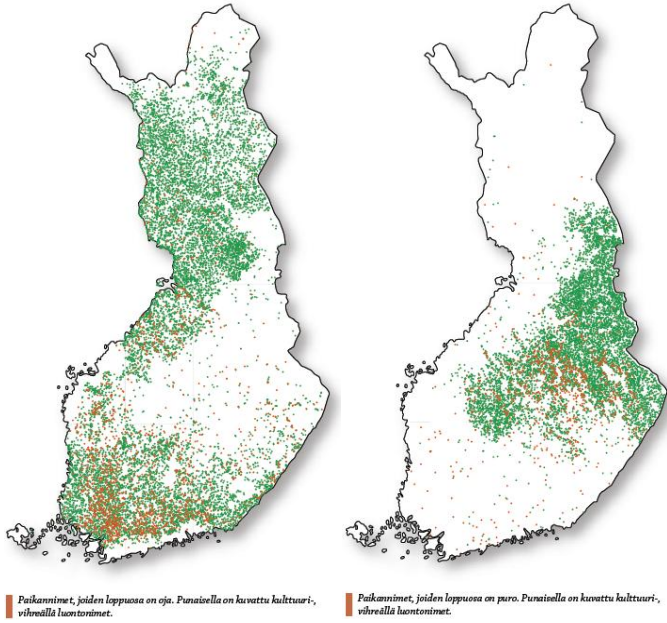 Paikannimet, joiden loppuosa on oja. Punaisella on kuvattu kulttuuri-,
vihreällä luontonimet.
Paikannimet, joiden loppuosa on puro. Punaisella on kuvattu kulttuuri-,
vihreällä luontonimet.